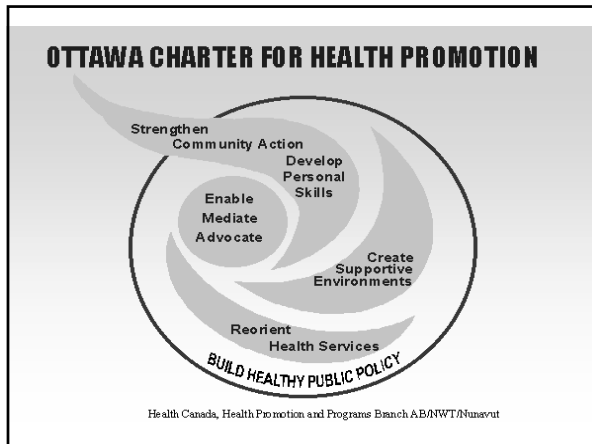 OTTAWA CHARTER FOR HEALTH PROMOTION
Strengthen
Community Action
Develop
Personal
Skills
Enable
Mediate
Advocate
Create
Supportive
Environments
Reorient
Health Services
BUILD HEALTHY PUBLIC POLICY
Health Canada, Health Promotion and Programs Branch AB/NWT/Nunavut